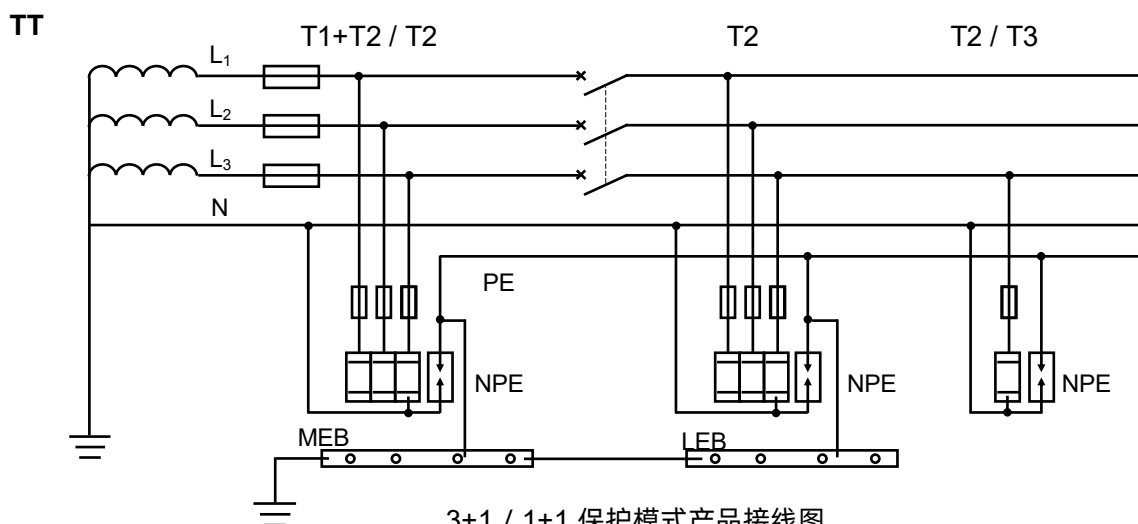 TT
T1+T2 / T2
T2
T2 / T3
L₁
L₂
L₃
N
PE
NPE
NPE
NPE
MEB
LEB
3+1 / 1+1 保护模式产品接线图